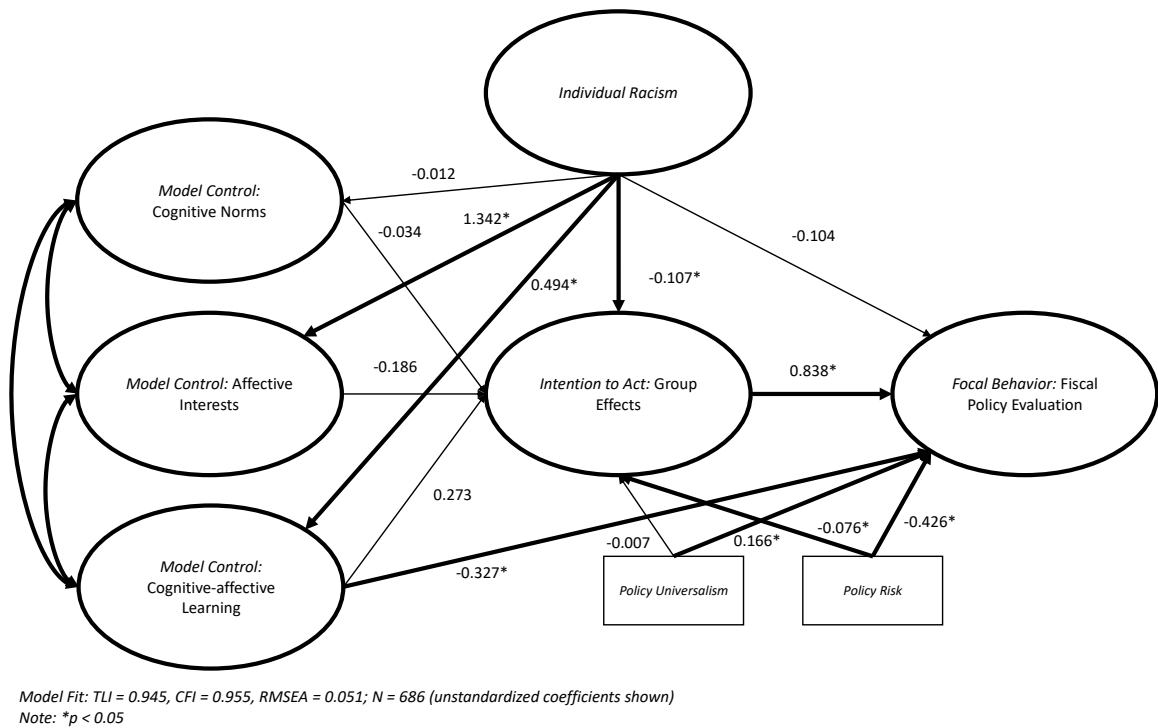 Individual Racism
-0.012
Model Control:
Cognitive Norms
1.342*
-0.034
-0.104
0.494*
-0.107*
Model Control: Affective
Interests
-0.186
Intention to Act: Group
Effects
0.838*
Focal Behavior: Fiscal
Policy Evaluation
0.273
-0.076*
-0.426*
-0.007
0.166*
Model Control:
Cognitive-affective
Learning
-0.327*
Policy Universalism
Policy Risk
Model Fit: TLI = 0.945, CFI = 0.955, RMSEA = 0.051; N = 686 (unstandardized coefficients shown)
Note: *p < 0.05